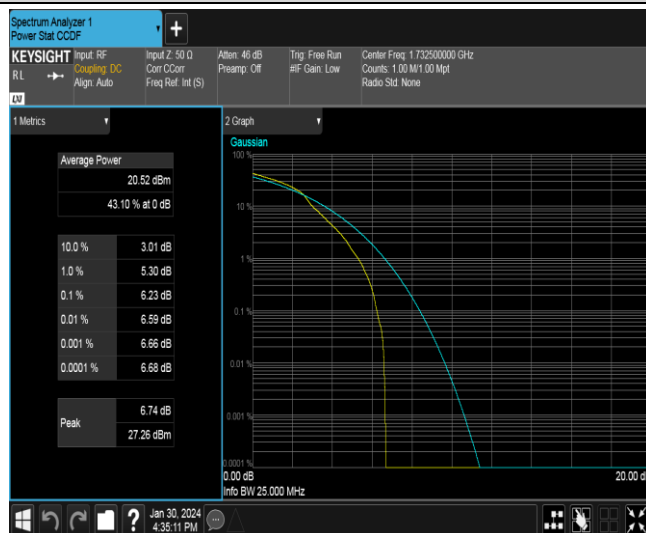 Spectrum Analyzer 1
Power Stat CCDF
+
KEYSIGHT
RL
LXI
Input: RF
Coupling: DC
Align: Auto
Input Z: 50 Ω
Corr CCorr
Freq Ref: Int (S)
Atten: 46 dB
Preamp: Off
Trig: Free Run
#IF Gain: Low
Center Freq: 1.732500000 GHz
Counts: 1.00 M/1.00 Mpt
Radio Std: None
1 Metrics
Average Power
20.52 dBm
43.10 % at 0 dB
10.0 % 3.01 dB
1.0 % 5.30 dB
0.1 % 6.23 dB
0.01 % 6.59 dB
0.001 % 6.66 dB
0.0001 % 6.68 dB
Peak
6.74 dB
27.26 dBm
2 Graph
Gaussian
100 %
10 %
1 %
0.1 %
0.01 %
0.001 %
0.0001 %
0.00 dB
20.00 d
Info BW 25.000 MHz
?
Jan 30, 2024
4:35:11 PM